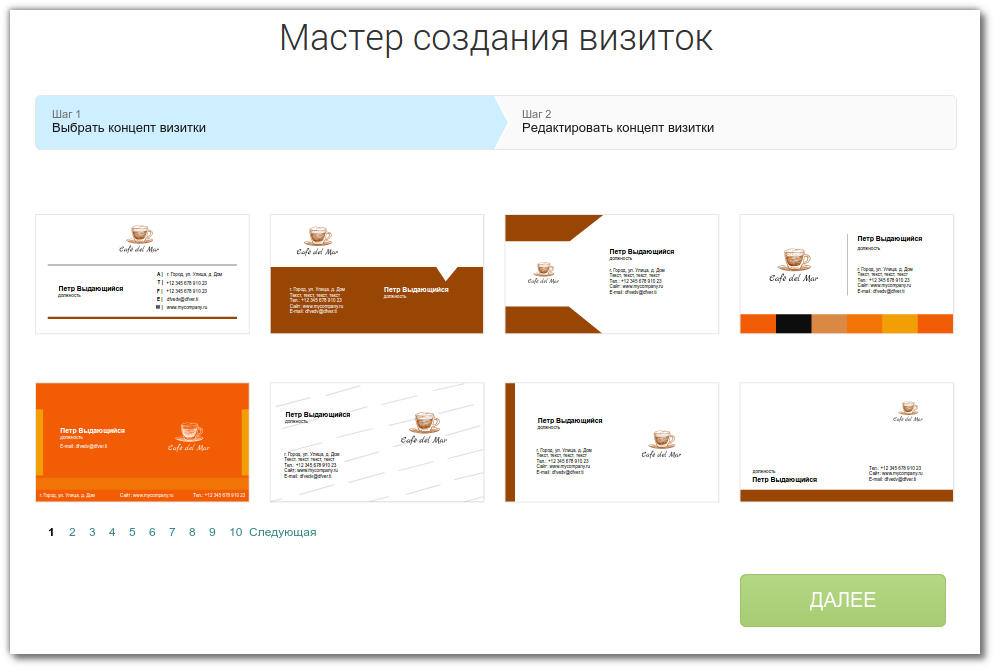 Мастер создания визиток
Шаг 1
Выбрать концепт визитки
Шаг 2
Редактировать концепт визитки
Cafe del Mar
Петр Выдающийся
должность
A | г. Город, ул. Улица, д. Дом
T | +12 345 678 910 23
F | +12 345 678 910 23
E | dfvedv@dfver.ti
W | www.mycompany.ru
Cafe del Mar
г. Город, ул. Улица, д. Дом
Текст, текст, текст, текст
Тел.: +12 345 678 910 23
Сайт: www.mycompany.ru
E-mail: dfvedv@dfver.ti
Петр Выдающийся
должность
Cafe del Mar
Петр Выдающийся
должность
г. Город, ул. Улица, д. Дом
Текст, текст, текст, текст
Тел.: +12 345 678 910 23
Сайт: www.mycompany.ru
E-mail: dfvedv@dfver.ti
Cafe del Mar
Петр Выдающийся
должность
г. Город, ул. Улица, д. Дом
Текст, текст, текст, текст
Тел.: +12 345 678 910 23
Сайт: www.mycompany.ru
E-mail: dfvedv@dfver.ti
Петр Выдающийся
должность
E-mail: dfvedv@dfver.ti
Cafe del Mar
г. Город, ул. Улица, д. Дом Сайт: www.mycompany.ru Тел.: +12 345 678 910 23
Петр Выдающийся
должность
Cafe del Mar
г. Город, ул. Улица, д. Дом
Текст, текст, текст, текст
Тел.: +12 345 678 910 23
Сайт: www.mycompany.ru
E-mail: dfvedv@dfver.ti
Петр Выдающийся
должность
Cafe del Mar
г. Город, ул. Улица, д. Дом
Текст, текст, текст, текст
Тел.: +12 345 678 910 23
Сайт: www.mycompany.ru
E-mail: dfvedv@dfver.ti
Cafe del Mar
должность
Петр Выдающийся
Тел.: +12 345 678 910 23
Сайт: www.mycompany.ru
E-mail: dfvedv@dfver.ti
1 2 3 4 5 6 7 8 9 10 Следующая
ДАЛЕЕ